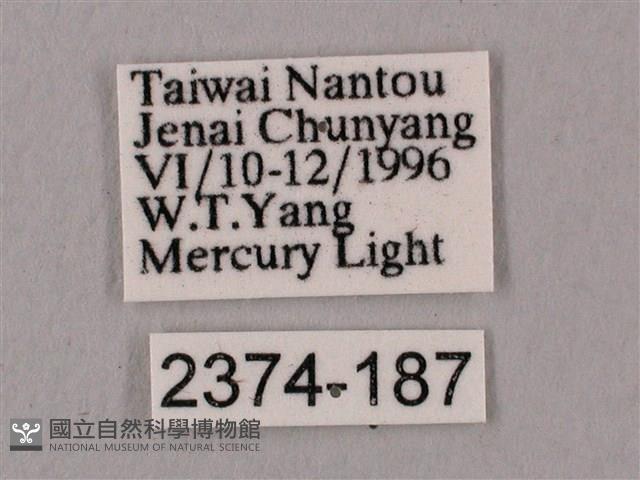 Taiwai Nantou
Jenai Chunyang
VI/10-12/1996
W.T.Yang
Mercury Light
2374-187
國立自然科學博物館
NATIONAL MUSEUM OF NATURAL SCIENCE